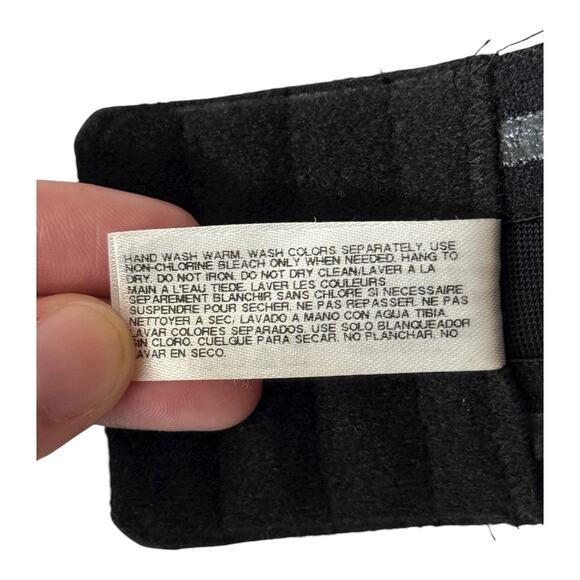 HAND WASH WARM. WASH COLORS SEPARATELY. USE
NON-CHLORINE BLEACH ONLY WHEN NEEDED. HANG TO
DRY. DO NOT IRON. DO NOT DRY CLEAN/LAVER A LA
MAIN A L'EAU TIEDE. LAVER LES COULEURS
SEPAREMENT BLANCHIR SANS CHLORE SI NECESSAIRE
SUSPENDRE POUR SECHER. NE PAS REPASSER. NE PAS
NETTOYER A SEC/ LAVADO A MANO CON AGUA TIBIA.
LAVAR COLORES SEPARADOS. USE SOLO BLANQUEADOR
SIN CLORO. CUELGUE PARA SECAR. NO PLANCHAR. NO
LAVAR EN SECO.